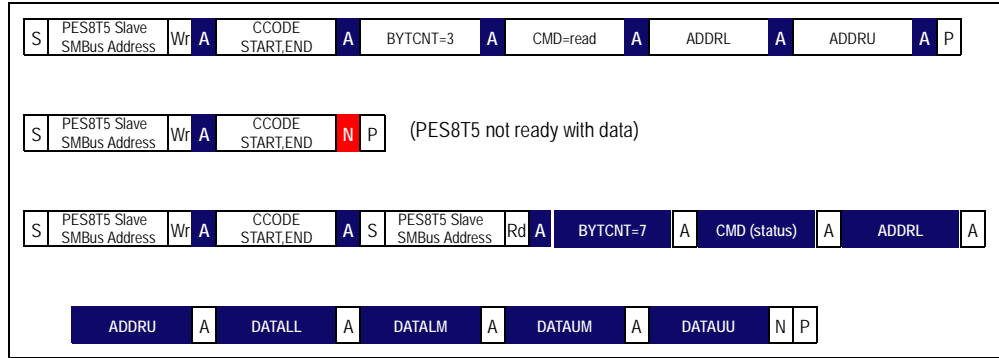 S PES8T5 Slave SMBus Address Wr A CCODE START,END A BYTCNT=3 A CMD=read A ADDRL A ADDRU A P
S PES8T5 Slave SMBus Address Wr A CCODE START,END N P (PES8T5 not ready with data)
S PES8T5 Slave SMBus Address Wr A CCODE START,END A S PES8T5 Slave SMBus Address Rd A BYTCNT=7 A CMD (status) A ADDRL A
ADDRU A DATALL A DATALM A DATAUM A DATAUU N P